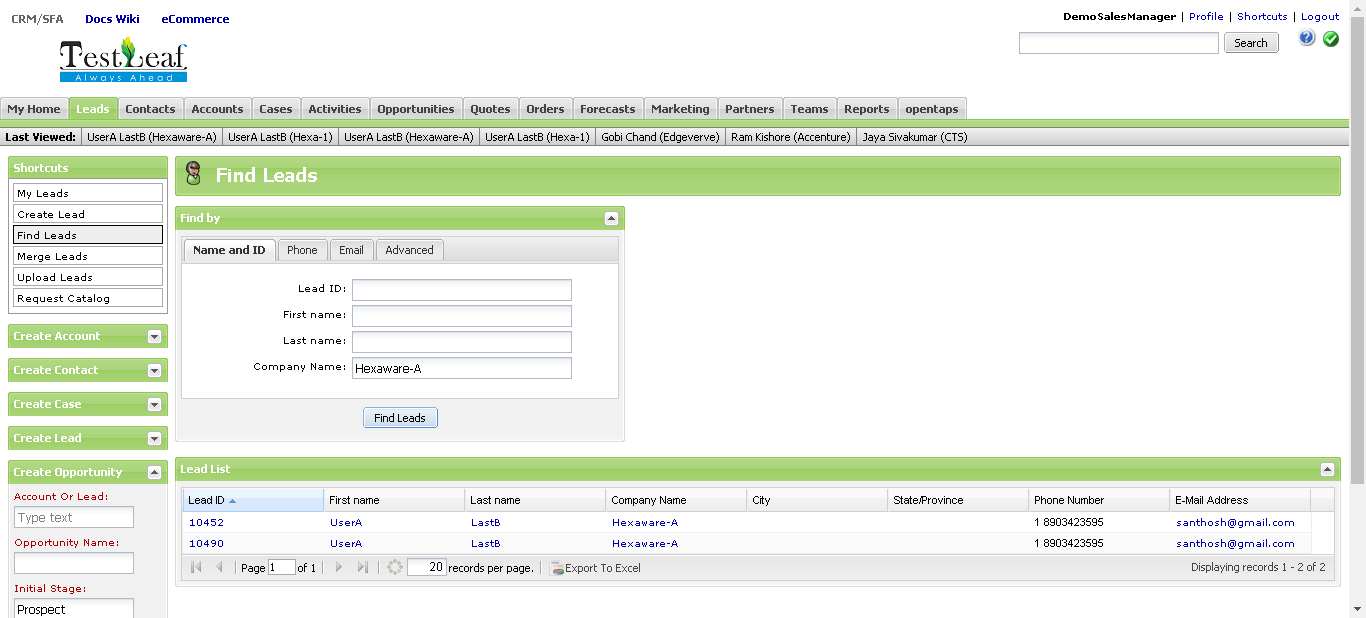 CRM/SFA Docs Wiki eCommerce
DemoSalesManager | Profile | Shortcuts | Logout
TestLeaf
Always Ahead
Search
My Home Leads Contacts Accounts Cases Activities Opportunities Quotes Orders Forecasts Marketing Partners Teams Reports opentaps
Last Viewed: UserA LastB (Hexaware-A) UserA LastB (Hexa-1) UserA LastB (Hexaware-A) UserA LastB (Hexa-1) Gobi Chand (Edgeverve) Ram Kishore (Accenture) Jaya Sivakumar (CTS)
Shortcuts
My Leads
Create Lead
Find Leads
Merge Leads
Upload Leads
Request Catalog
Create Account
Create Contact
Create Case
Create Lead
Create Opportunity
Account Or Lead:
Type text
Opportunity Name:
Initial Stage:
Prospect
Find Leads
Find by
Name and ID Phone Email Advanced
Lead ID:
First name:
Last name:
Company Name: Hexaware-A
Find Leads
Lead List
Lead ID First name Last name Company Name City State/Province Phone Number E-Mail Address
10452 UserA LastB Hexaware-A 1 8903423595 santhosh@gmail.com
10490 UserA LastB Hexaware-A 1 8903423595 santhosh@gmail.com
Page 1 of 1 20 records per page. Export To Excel Displaying records 1 - 2 of 2